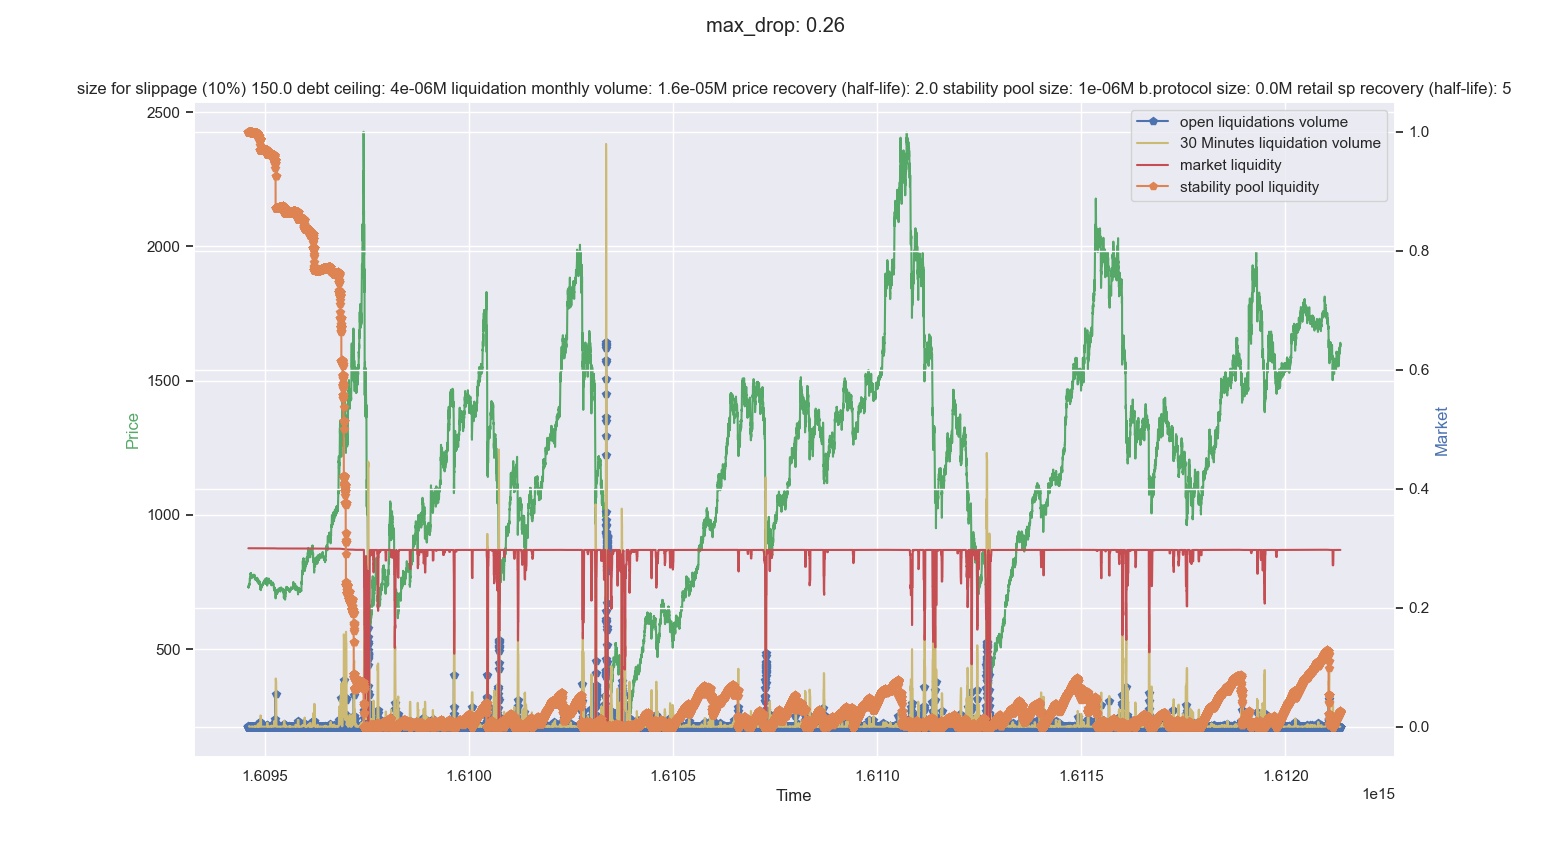 max_drop: 0.26
size for slippage (10%) 150.0 debt ceiling: 4e-06M liquidation monthly volume: 1.6e-05M price recovery (half-life): 2.0 stability pool size: 1e-06M b.protocol size: 0.0M retail sp recovery (half-life): 5
open liquidations volume
30 Minutes liquidation volume
market liquidity
stability pool liquidity
2500
2000
1500
1000
500
Price
1.0
0.8
0.6
0.4
0.2
0.0
Market
1.6095
1.6100
1.6105
1.6110
1.6115
1.6120
1e15
Time